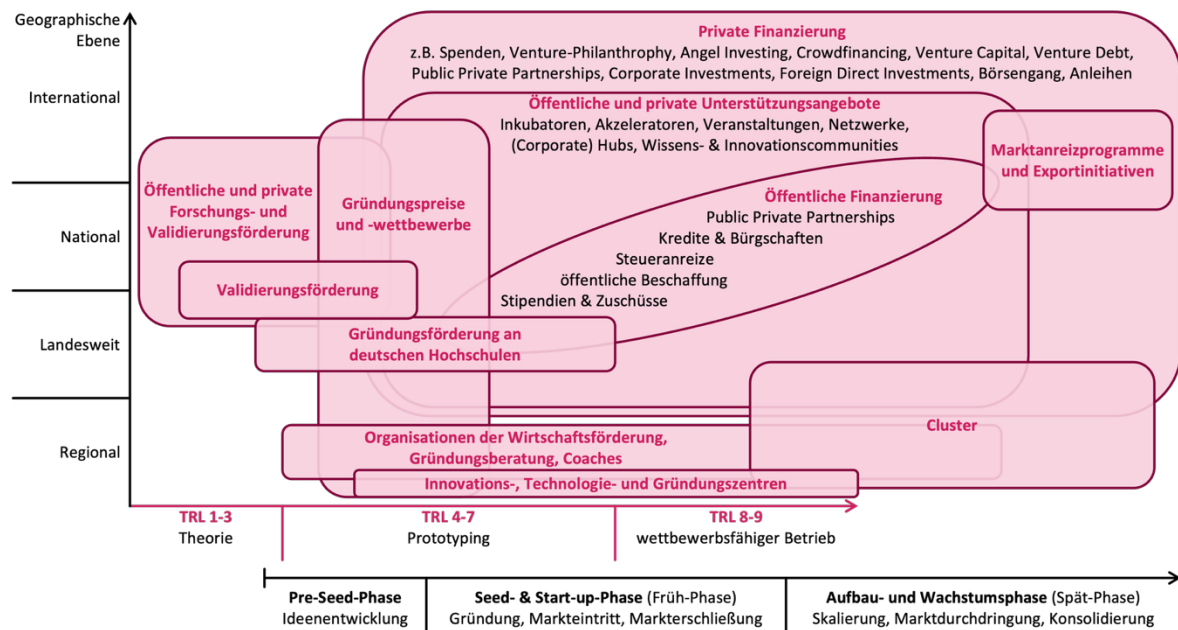 Geographische
Ebene
International
National
Landesweit
Regional
Private Finanzierung
z.B. Spenden, Venture-Philanthrophy, Angel Investing, Crowdfinancing, Venture Capital, Venture Debt,
Public Private Partnerships, Corporate Investments, Foreign Direct Investments, Börsengang, Anleihen
Öffentliche und private Unterstützungsangebote
Inkubatoren, Akzeleratoren, Veranstaltungen, Netzwerke,
(Corporate) Hubs, Wissens- & Innovationscommunities
Marktanreizprogramme
und Exportinitiativen
Öffentliche und private
Forschungs- und
Validierungsförderung
Gründungspreise
und -wettbewerbe
Öffentliche Finanzierung
Public Private Partnerships
Kredite & Bürgschaften
Steueranreize
öffentliche Beschaffung
Stipendien & Zuschüsse
Validierungsförderung
Gründungsförderung an
deutschen Hochschulen
Cluster
Organisationen der Wirtschaftsförderung,
Gründungsberatung, Coaches
Innovations-, Technologie- und Gründungszentren
TRL 1-3
Theorie
TRL 4-7
Prototyping
TRL 8-9
wettbewerbsfähiger Betrieb
Pre-Seed-Phase
Ideenentwicklung
Seed- & Start-up-Phase (Früh-Phase)
Gründung, Markteintritt, Markterschließung
Aufbau- und Wachstumsphase (Spät-Phase)
Skalierung, Marktdurchdringung, Konsolidierung